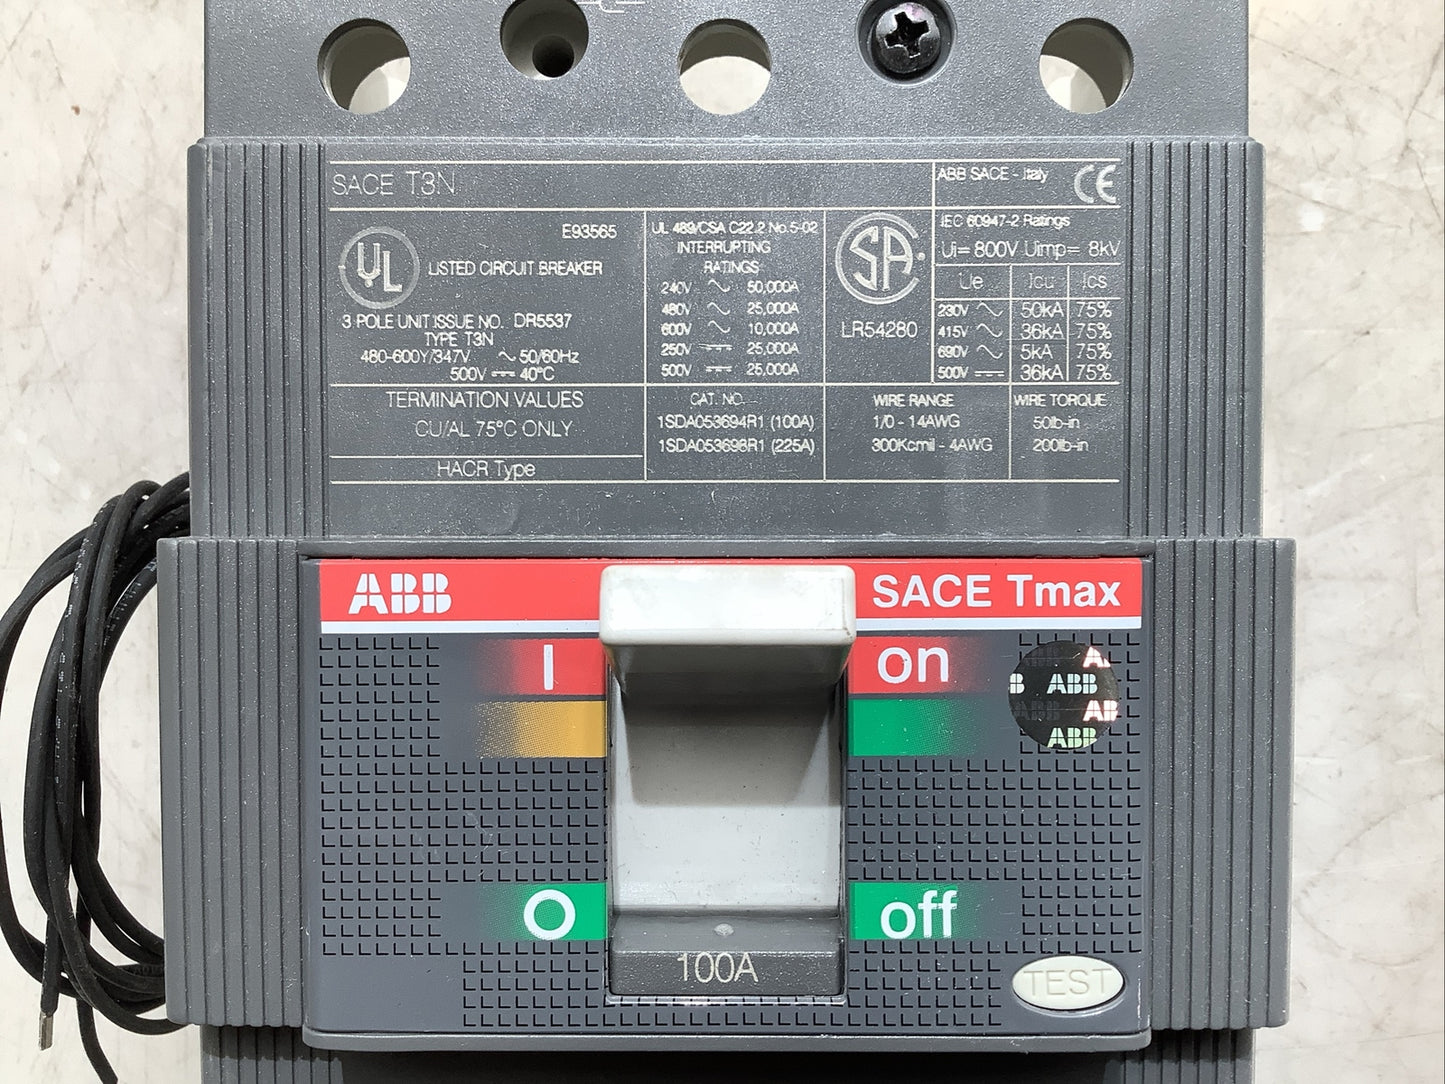 SACE T3N
ABB SACE - Italy
CE
UL
E93565
LISTED CIRCUIT BREAKER
3 POLE UNIT ISSUE NO. DR5537
TYPE T3N
480-600Y/347V ~ 50/60Hz
500V ⎓ 40°C
TERMINATION VALUES
CU/AL 75°C ONLY
HACR Type
UL 489/CSA C22.2 No.5-02
INTERRUPTING
RATINGS
240V ~ 50,000A
480V ~ 25,000A
600V ~ 10,000A
250V ⎓ 25,000A
500V ⎓ 25,000A
CAT. NO.
1SDA053694R1 (100A)
1SDA053698R1 (225A)
SA
LR54280
IEC 60947-2 Ratings
Ui= 800V Uimp= 8kV
Ue Icu Ics
230V ~ 50kA 75%
415V ~ 36kA 75%
690V ~ 5kA 75%
500V ⎓ 36kA 75%
WIRE RANGE WIRE TORQUE
1/0 - 14AWG 50lb-in
300Kcmil - 4AWG 200lb-in
ABB SACE Tmax
I on
ABB
ABB
ABB
O off
100A
TEST